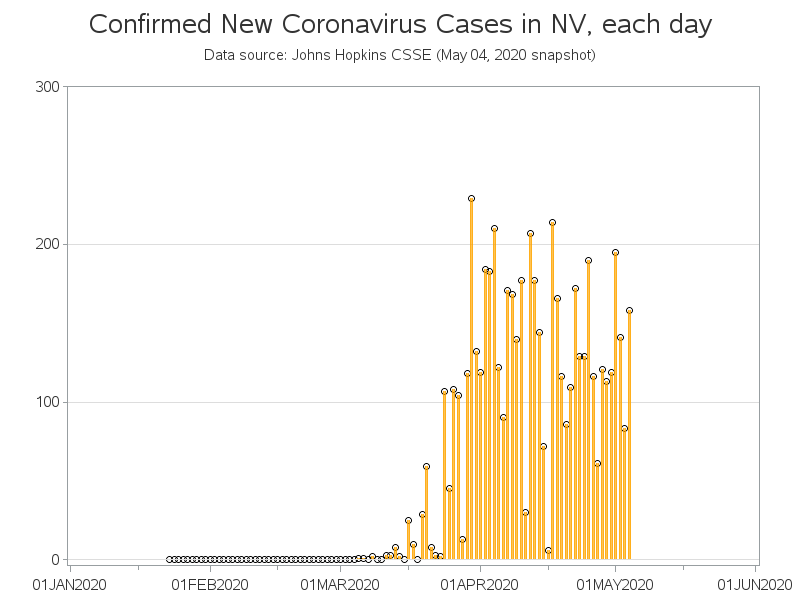 Confirmed New Coronavirus Cases in NV, each day
Data source: Johns Hopkins CSSE (May 04, 2020 snapshot)
300
200
100
0
01JAN2020 01FEB2020 01MAR2020 01APR2020 01MAY2020 01JUN2020